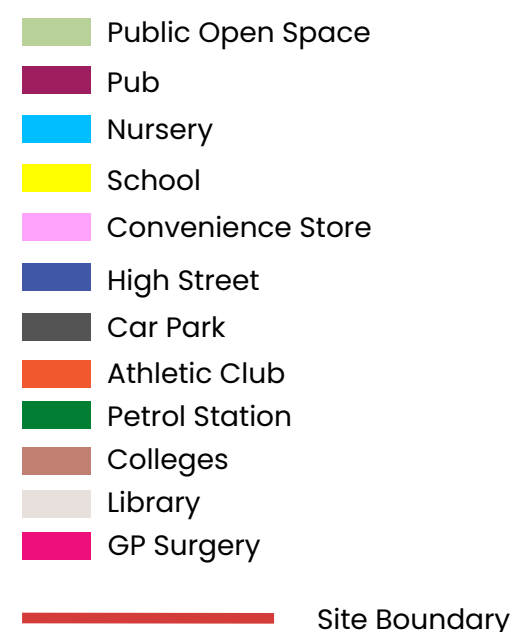 Public Open Space
Pub
Nursery
School
Convenience Store
High Street
Car Park
Athletic Club
Petrol Station
Colleges
Library
GP Surgery
Site Boundary